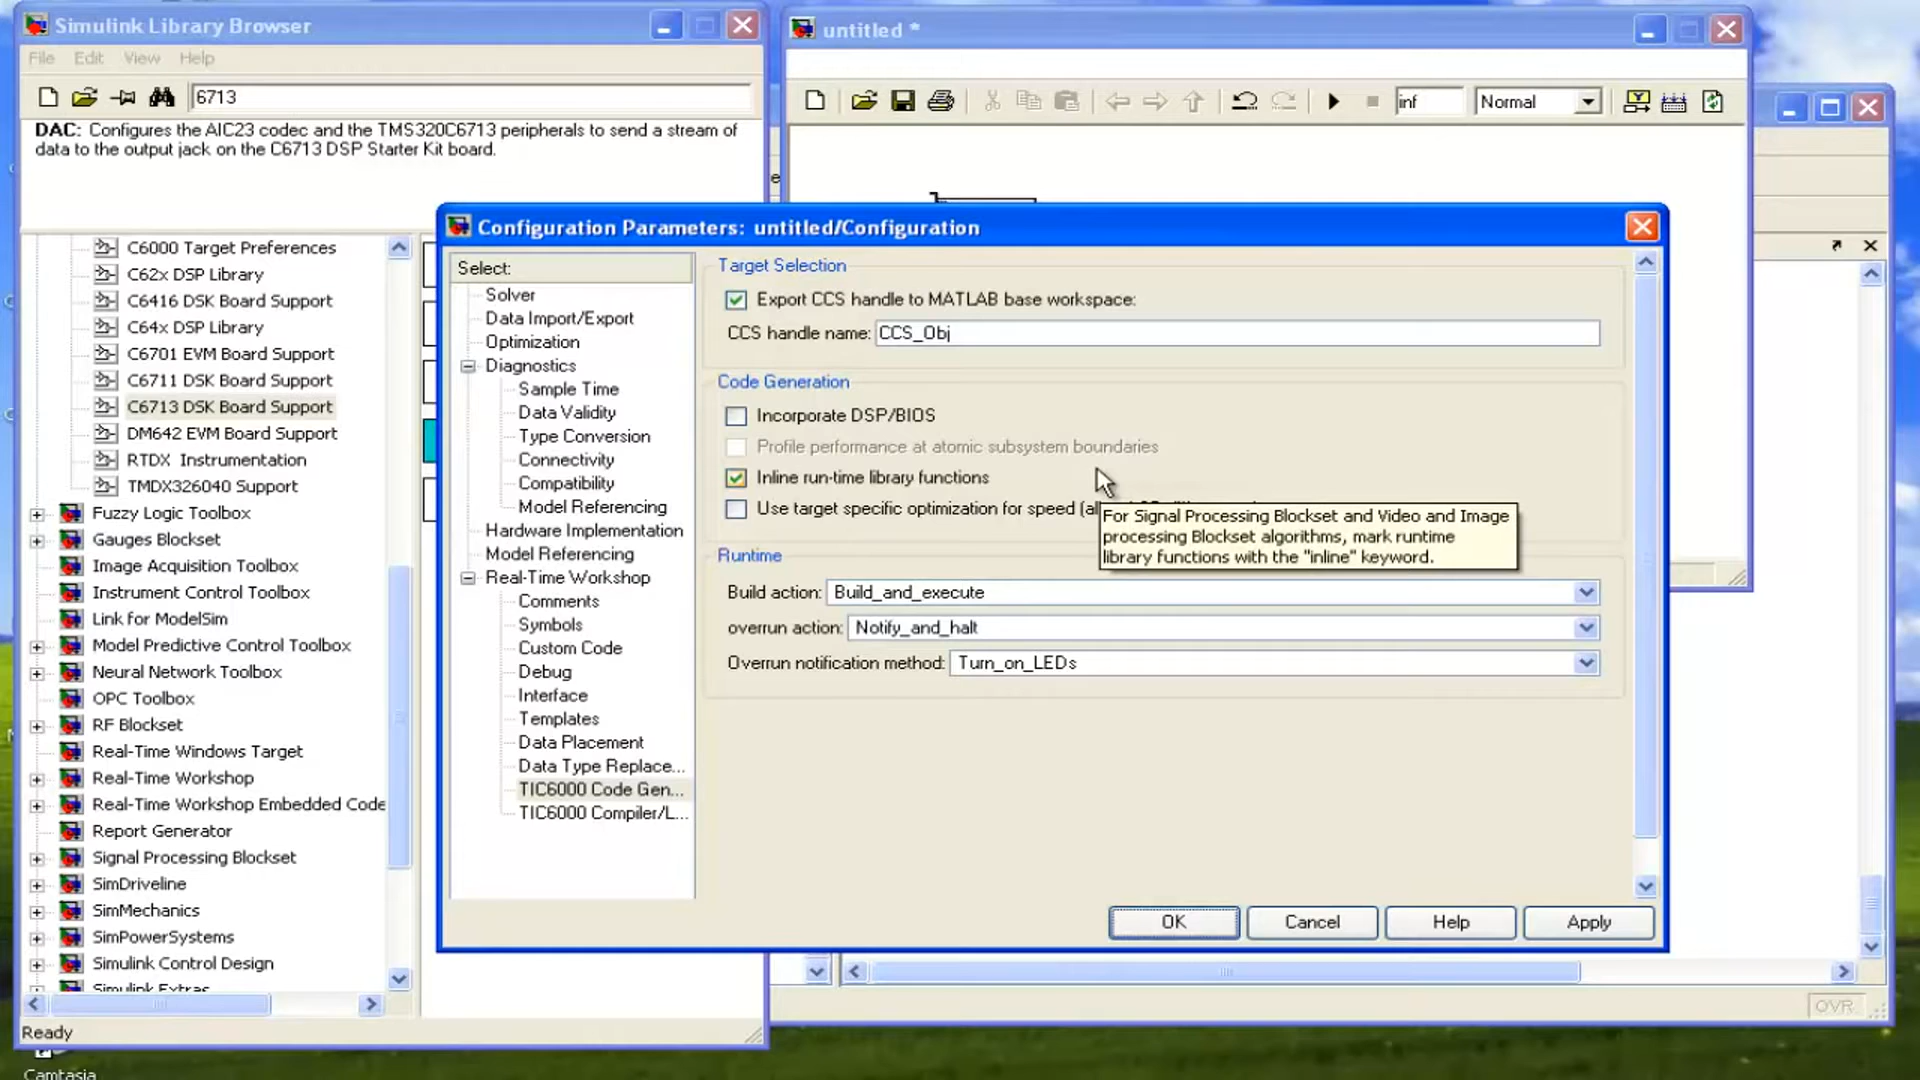 Simulink Library Browser
File Edit View Help
6713
DAC: Configures the AIC23 codec and the TMS320C6713 peripherals to send a stream of
data to the output jack on the C6713 DSP Starter Kit board.
C6000 Target Preferences
C62x DSP Library
C6416 DSK Board Support
C64x DSP Library
C6701 EVM Board Support
C6711 DSK Board Support
C6713 DSK Board Support
DM642 EVM Board Support
RTDX Instrumentation
TMDX326040 Support
Fuzzy Logic Toolbox
Gauges Blockset
Image Acquisition Toolbox
Instrument Control Toolbox
Link for ModelSim
Model Predictive Control Toolbox
Neural Network Toolbox
OPC Toolbox
RF Blockset
Real-Time Windows Target
Real-Time Workshop
Real-Time Workshop Embedded Code
Report Generator
Signal Processing Blockset
SimDriveline
SimMechanics
SimPowerSystems
Simulink Control Design
Simulink Extras
Ready
Camtasia
untitled *
inf
Normal
Configuration Parameters: untitled/Configuration
Select:
Solver
Data Import/Export
Optimization
Diagnostics
Sample Time
Data Validity
Type Conversion
Connectivity
Compatibility
Model Referencing
Hardware Implementation
Model Referencing
Real-Time Workshop
Comments
Symbols
Custom Code
Debug
Interface
Templates
Data Placement
Data Type Replace...
TIC6000 Code Gen...
TIC6000 Compiler/L...
Target Selection
Export CCS handle to MATLAB base workspace:
CCS handle name: CCS_Obj
Code Generation
Incorporate DSP/BIOS
Profile performance at atomic subsystem boundaries
Inline run-time library functions
Use target specific optimization for speed
For Signal Processing Blockset and Video and Image
processing Blockset algorithms, mark runtime
library functions with the "inline" keyword.
Runtime
Build action: Build_and_execute
overrun action: Notify_and_halt
Overrun notification method: Turn_on_LEDs
OK Cancel Help Apply
OVR